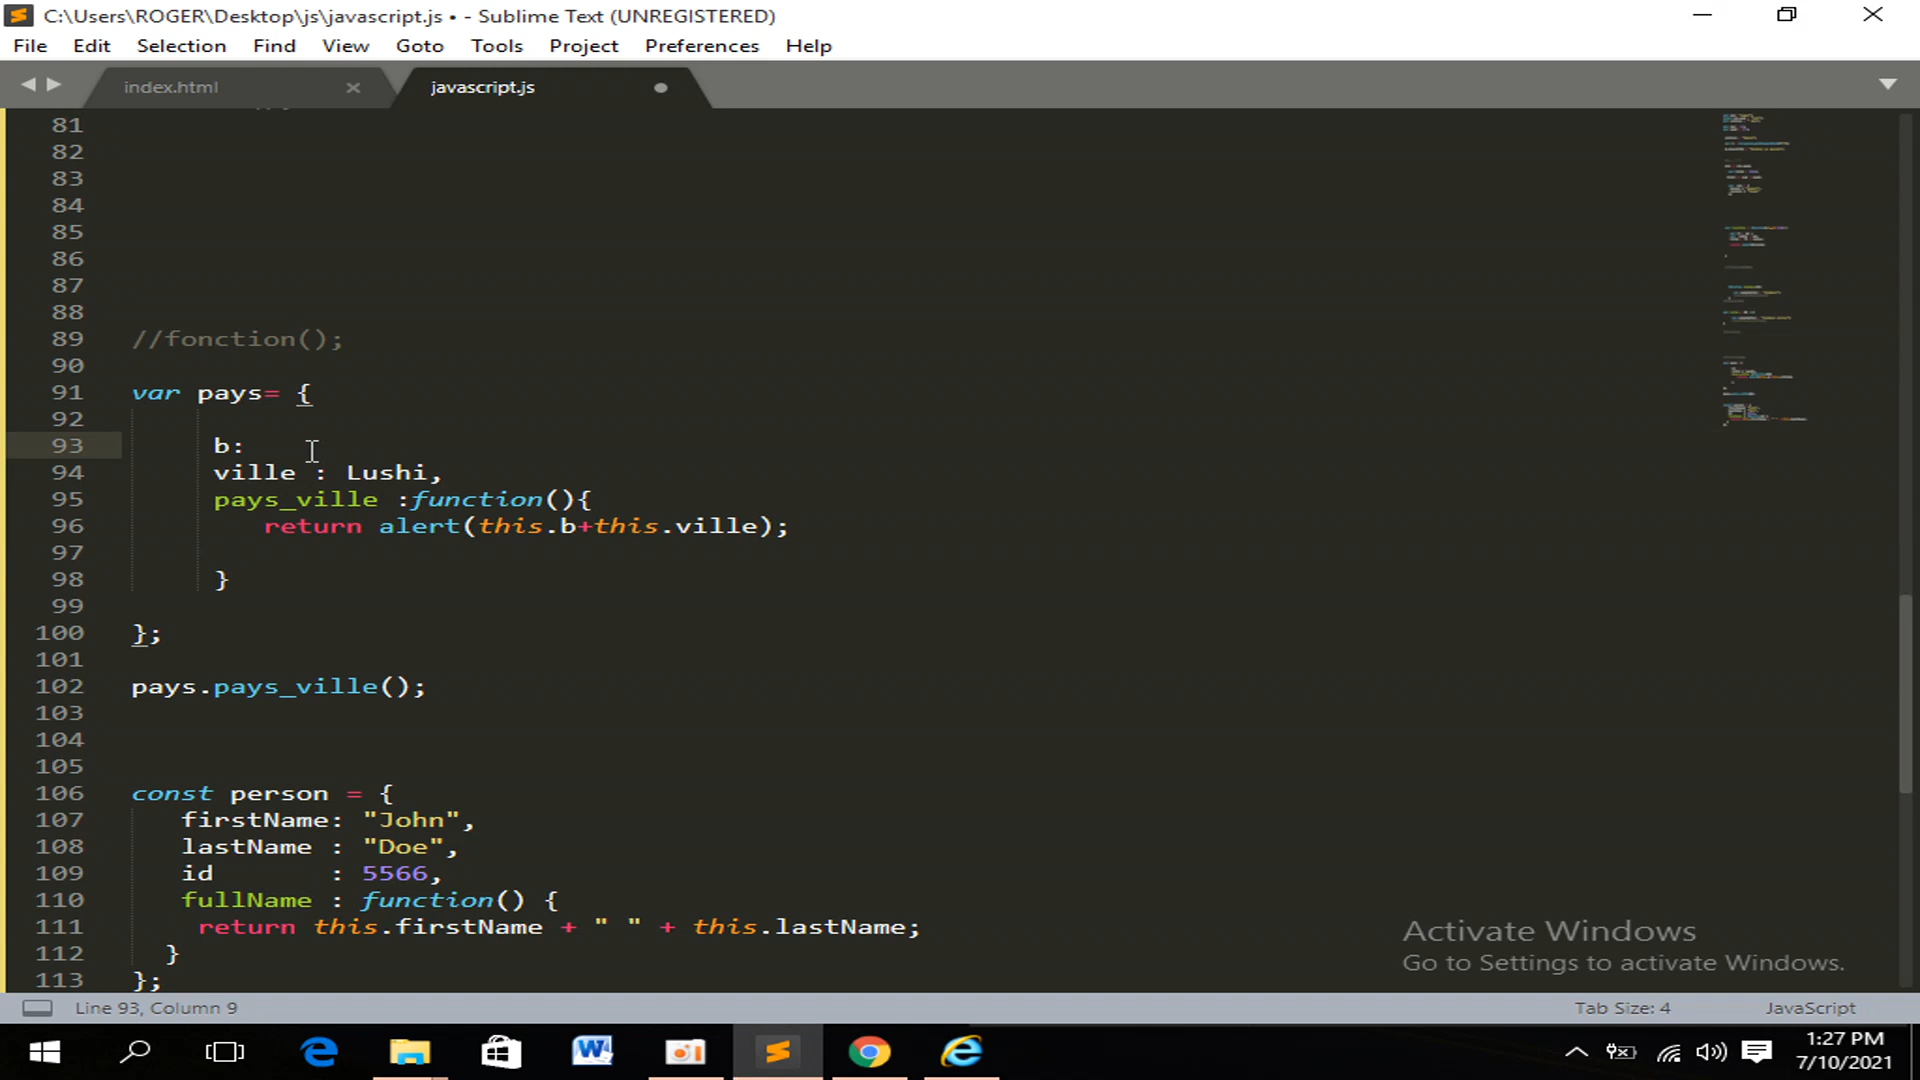 C:\Users\ROGER\Desktop\js\javascript.js • - Sublime Text (UNREGISTERED)
File Edit Selection Find View Goto Tools Project Preferences Help
index.html javascript.js
81
82
83
84
85
86
87
88
89 //fonction();
90
91 var pays= {
92
93 b:
94 ville : Lushi,
95 pays_ville :function(){
96 return alert(this.b+this.ville);
97
98 }
99
100 };
101
102 pays.pays_ville();
103
104
105
106 const person = {
107 firstName: "John",
108 lastName : "Doe",
109 id : 5566,
110 fullName : function() {
111 return this.firstName + " " + this.lastName;
112 }
113 };
Activate Windows
Go to Settings to activate Windows.
Line 93, Column 9 Tab Size: 4 JavaScript
1:27 PM
7/10/2021